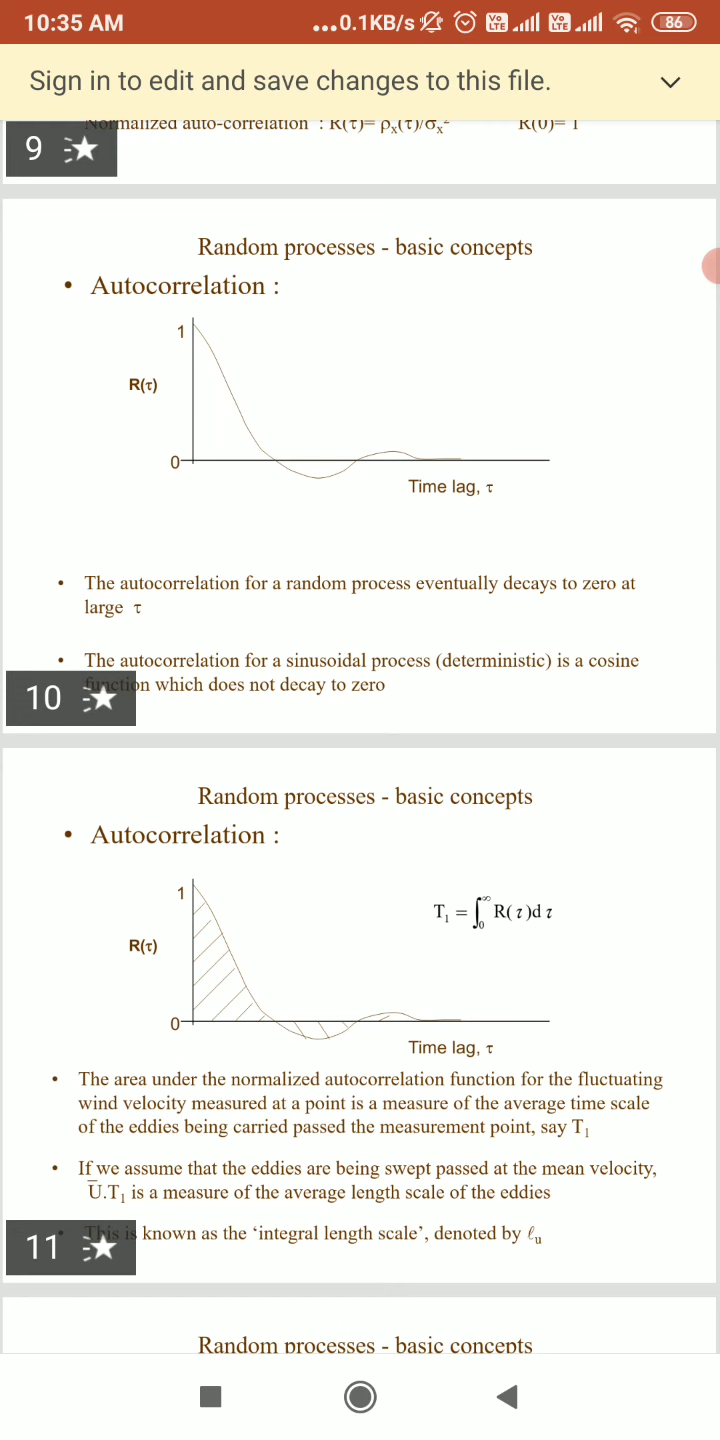 10:35 AM ...0.1KB/s Vo LTE Vo LTE 86
Sign in to edit and save changes to this file.
Normalized auto-correlation : R(τ)= ρx(τ)/σx² R(0)= 1
9
Random processes - basic concepts
• Autocorrelation :
1
R(τ)
0
Time lag, τ
• The autocorrelation for a random process eventually decays to zero at
large τ
• The autocorrelation for a sinusoidal process (deterministic) is a cosine
function which does not decay to zero
10
Random processes - basic concepts
• Autocorrelation :
1
T₁ = ∫₀^∞ R(τ)dτ
R(τ)
0
Time lag, τ
• The area under the normalized autocorrelation function for the fluctuating
wind velocity measured at a point is a measure of the average time scale
of the eddies being carried passed the measurement point, say T₁
• If we assume that the eddies are being swept passed at the mean velocity,
U̅.T₁ is a measure of the average length scale of the eddies
• This is known as the ‘integral length scale’, denoted by ℓu
11
Random processes - basic concepts